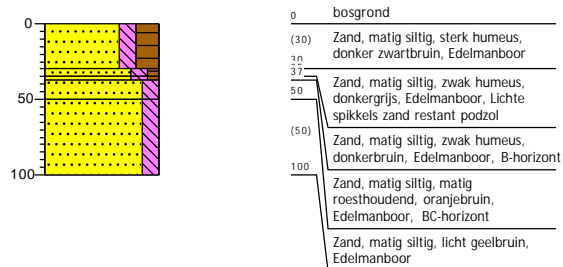 0
50
100
0
bosgrond
(30)
Zand, matig siltig, sterk humeus,
donker zwartbruin, Edelmanboor
30
37
Zand, matig siltig, zwak humeus,
donkergrijs, Edelmanboor, Lichte
spikkels zand restant podzol
50
(50)
Zand, matig siltig, zwak humeus,
donkerbruin, Edelmanboor, B-horizont
100
Zand, matig siltig, matig
roesthoudend, oranjebruin,
Edelmanboor, BC-horizont
Zand, matig siltig, licht geelbruin,
Edelmanboor